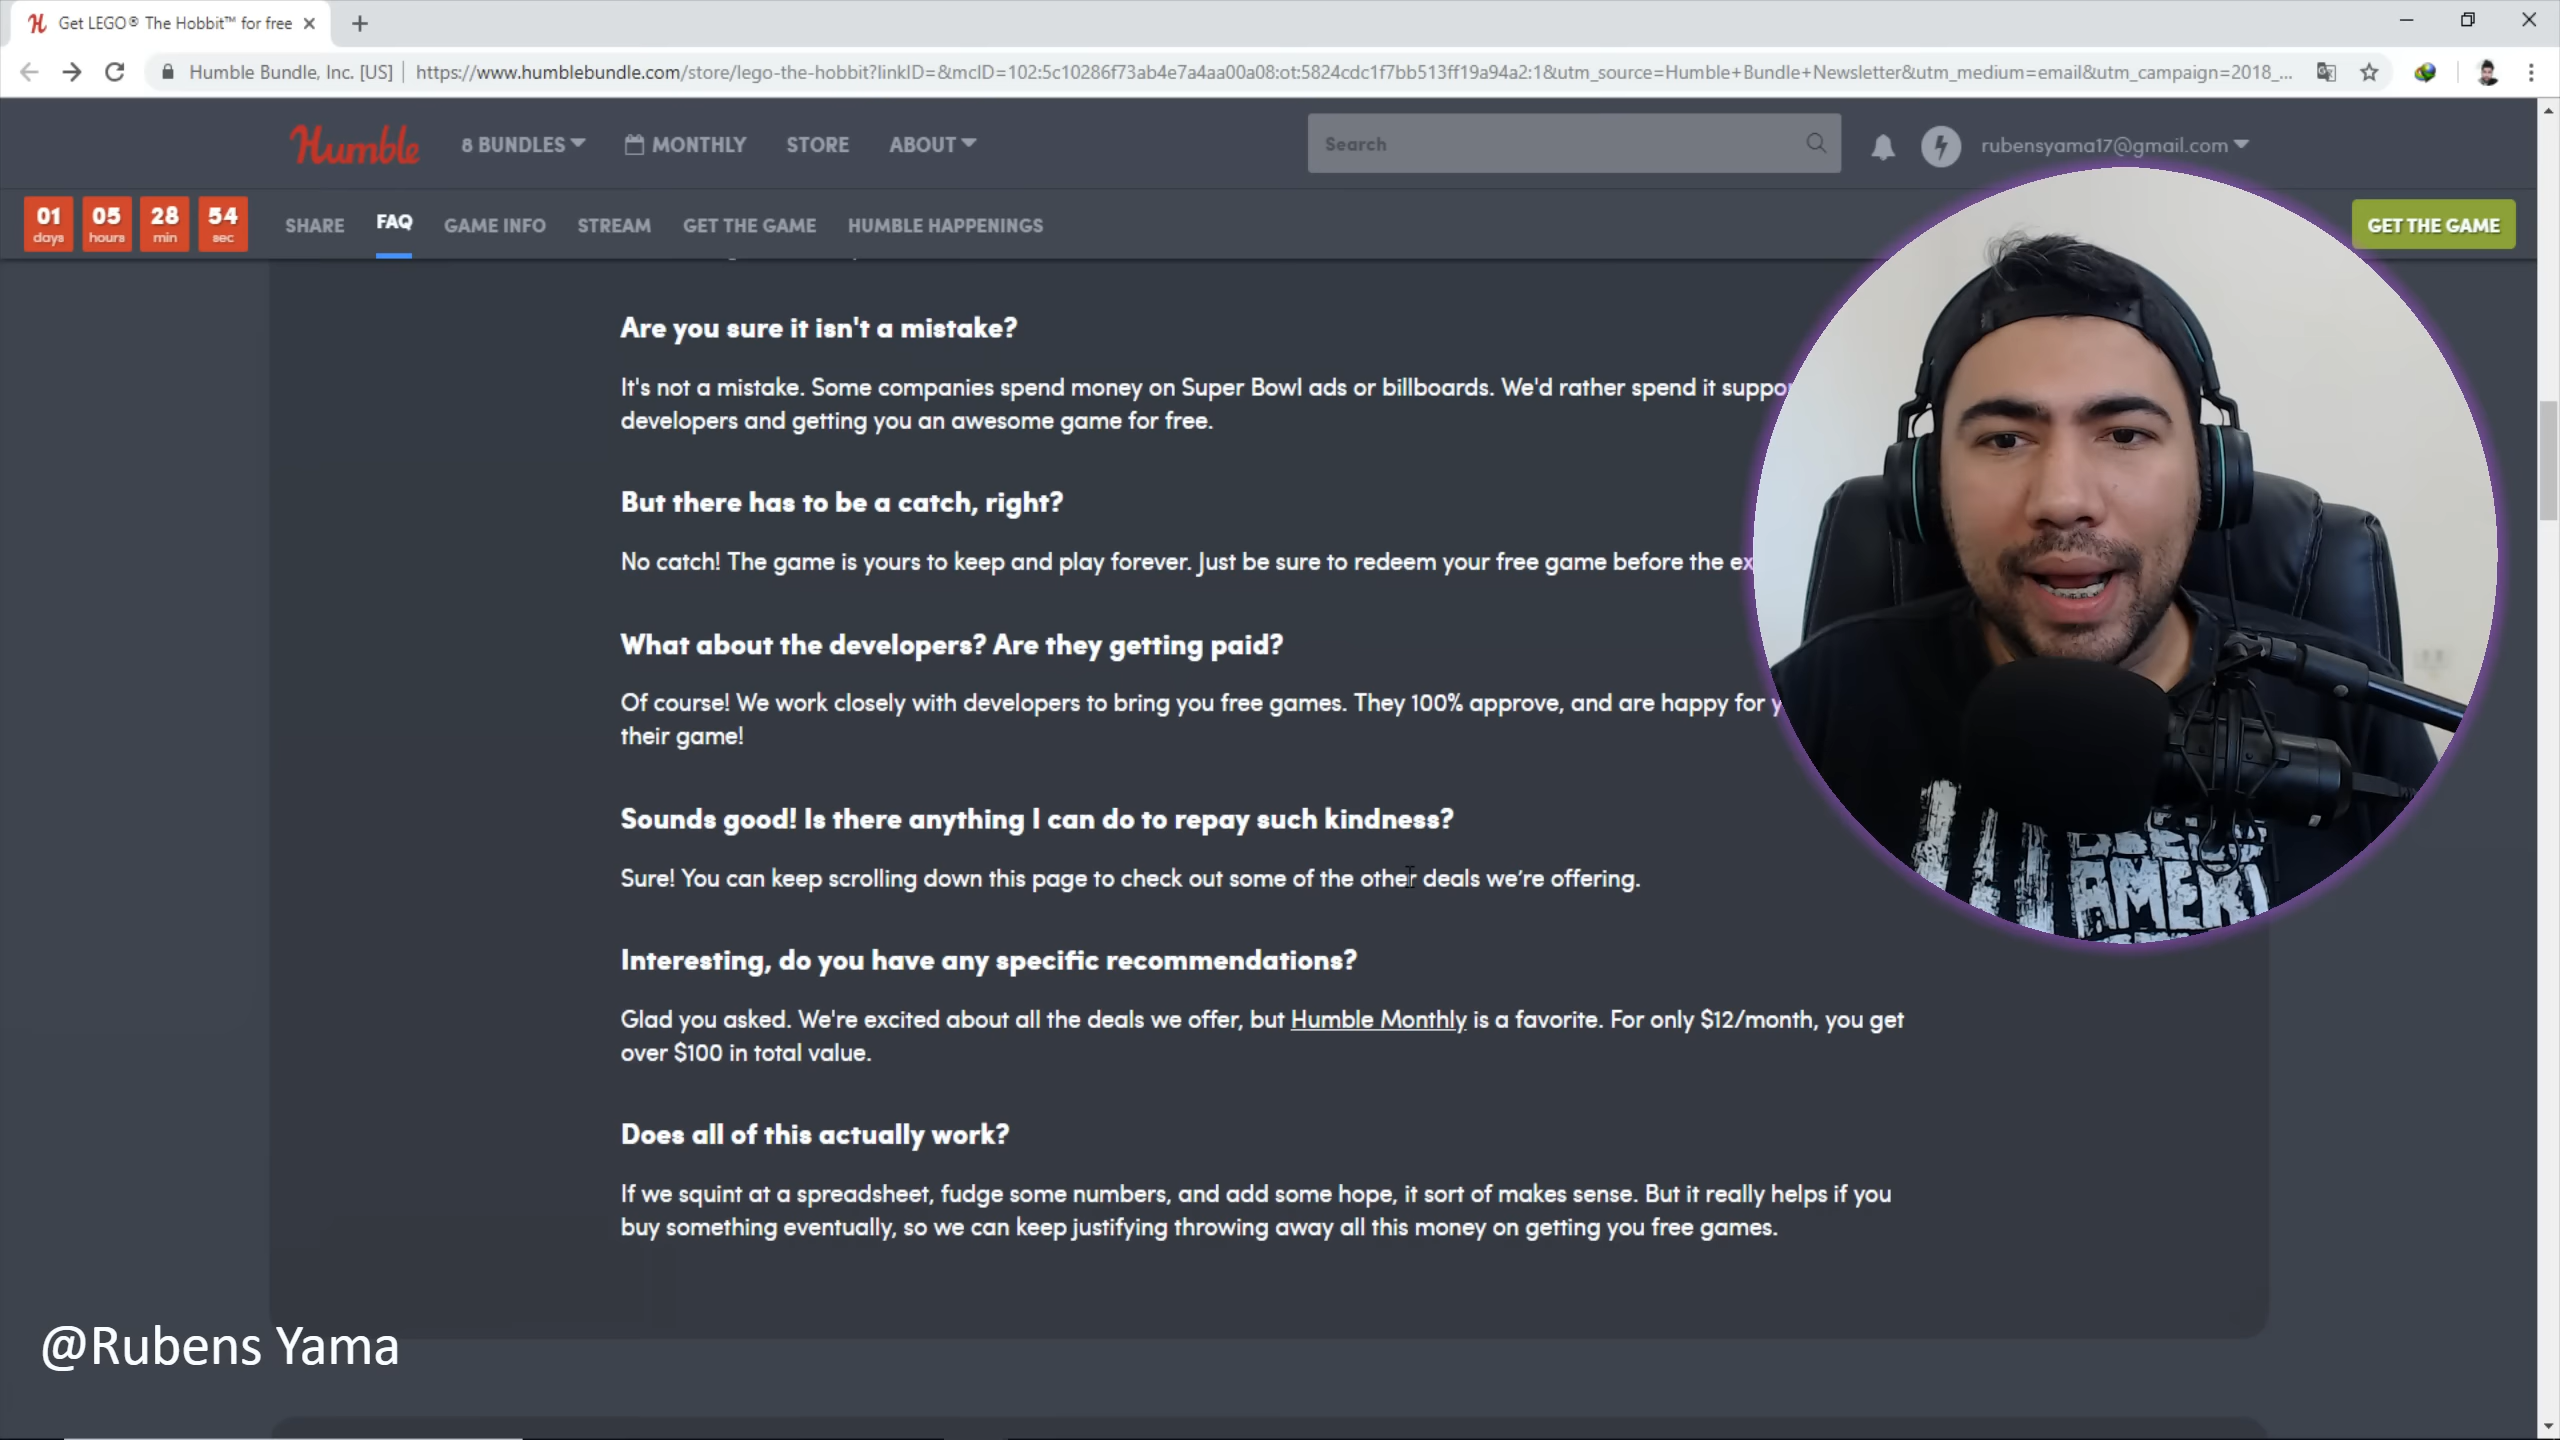 Get LEGO® The Hobbit™ for free
Humble Bundle, Inc. [US]
https://www.humblebundle.com/store/lego-the-hobbit?linkID=&mcID=102:5c10286f73ab4e7a4aa00a08:ot:5824cdc1f7bb513ff19a94a2:1&utm_source=Humble+Bundle+Newsletter&utm_medium=email&utm_campaign=2018_...
Humble 8 BUNDLES MONTHLY STORE ABOUT Search rubensyama17@gmail.com
01 days 05 hours 28 min 54 sec
SHARE FAQ GAME INFO STREAM GET THE GAME HUMBLE HAPPENINGS GET THE GAME
Are you sure it isn't a mistake?
It's not a mistake. Some companies spend money on Super Bowl ads or billboards. We'd rather spend it suppo
developers and getting you an awesome game for free.
But there has to be a catch, right?
No catch! The game is yours to keep and play forever. Just be sure to redeem your free game before the ex
What about the developers? Are they getting paid?
Of course! We work closely with developers to bring you free games. They 100% approve, and are happy for y
their game!
Sounds good! Is there anything I can do to repay such kindness?
Sure! You can keep scrolling down this page to check out some of the other deals we're offering.
Interesting, do you have any specific recommendations?
Glad you asked. We're excited about all the deals we offer, but Humble Monthly is a favorite. For only $12/month, you get
over $100 in total value.
Does all of this actually work?
If we squint at a spreadsheet, fudge some numbers, and add some hope, it sort of makes sense. But it really helps if you
buy something eventually, so we can keep justifying throwing away all this money on getting you free games.
@Rubens Yama